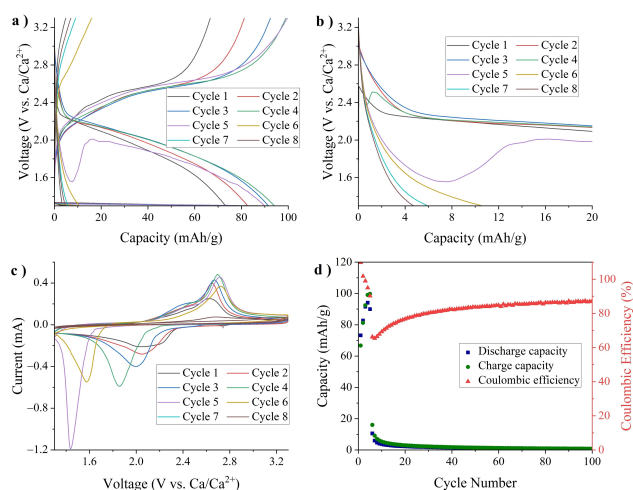 a )
Voltage (V vs. Ca/Ca²⁺)
3.2
2.8
2.4
2.0
1.6
Cycle 1 Cycle 2
Cycle 3 Cycle 4
Cycle 5 Cycle 6
Cycle 7 Cycle 8
0 20 40 60 80 100
Capacity (mAh/g)
b )
Voltage (V vs. Ca/Ca²⁺)
3.2
2.8
2.4
2.0
1.6
Cycle 1 Cycle 2
Cycle 3 Cycle 4
Cycle 5 Cycle 6
Cycle 7 Cycle 8
0 4 8 12 16 20
Capacity (mAh/g)
c )
Current (mA)
0.4
0.0
−0.4
−0.8
−1.2
Cycle 1 Cycle 2
Cycle 3 Cycle 4
Cycle 5 Cycle 6
Cycle 7 Cycle 8
1.6 2.0 2.4 2.8 3.2
Voltage (V vs. Ca/Ca²⁺)
d )
Capacity (mAh/g)
120
100
80
60
40
20
0
Discharge capacity
Charge capacity
Coulombic efficiency
100
80
60
40
20
0
Coulombic Efficiency (%)
0 20 40 60 80 100
Cycle Number